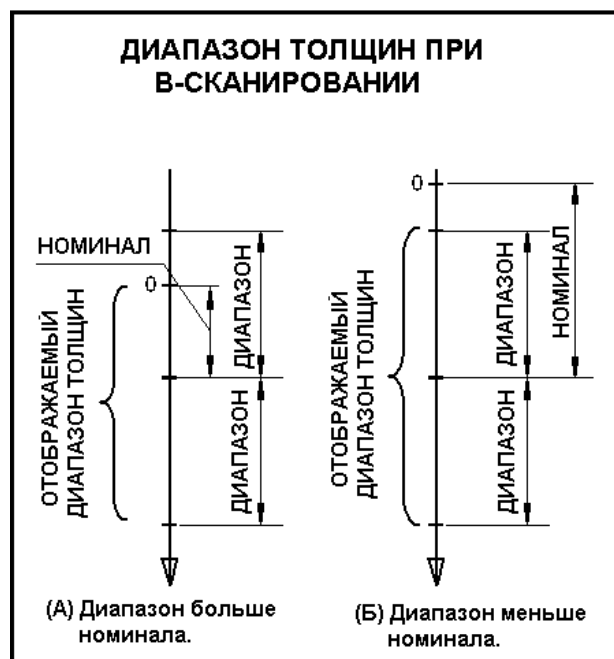 ДИАПАЗОН ТОЛЩИН ПРИ
В-СКАНИРОВАНИИ
НОМИНАЛ
0
ОТОБРАЖАЕМЫЙ
ДИАПАЗОН ТОЛЩИН
ДИАПАЗОН
ДИАПАЗОН
(А) Диапазон больше
номинала.
0
ОТОБРАЖАЕМЫЙ
ДИАПАЗОН ТОЛЩИН
ДИАПАЗОН
НОМИНАЛ
ДИАПАЗОН
(Б) Диапазон меньше
номинала.